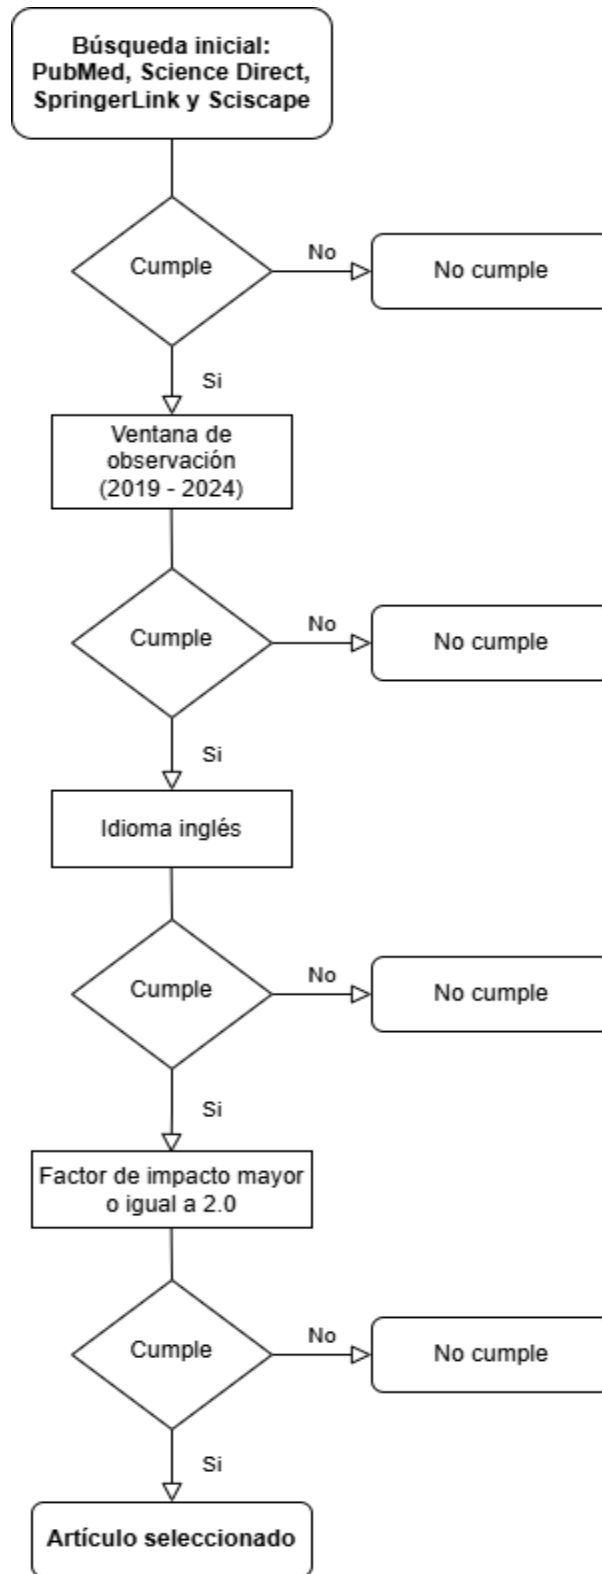 Búsqueda inicial:
PubMed, Science Direct,
SpringerLink y Sciscape
Cumple
No
No cumple
Si
Ventana de
observación
(2019 - 2024)
Cumple
No
No cumple
Si
Idioma inglés
Cumple
No
No cumple
Si
Factor de impacto mayor
o igual a 2.0
Cumple
No
No cumple
Si
Artículo seleccionado